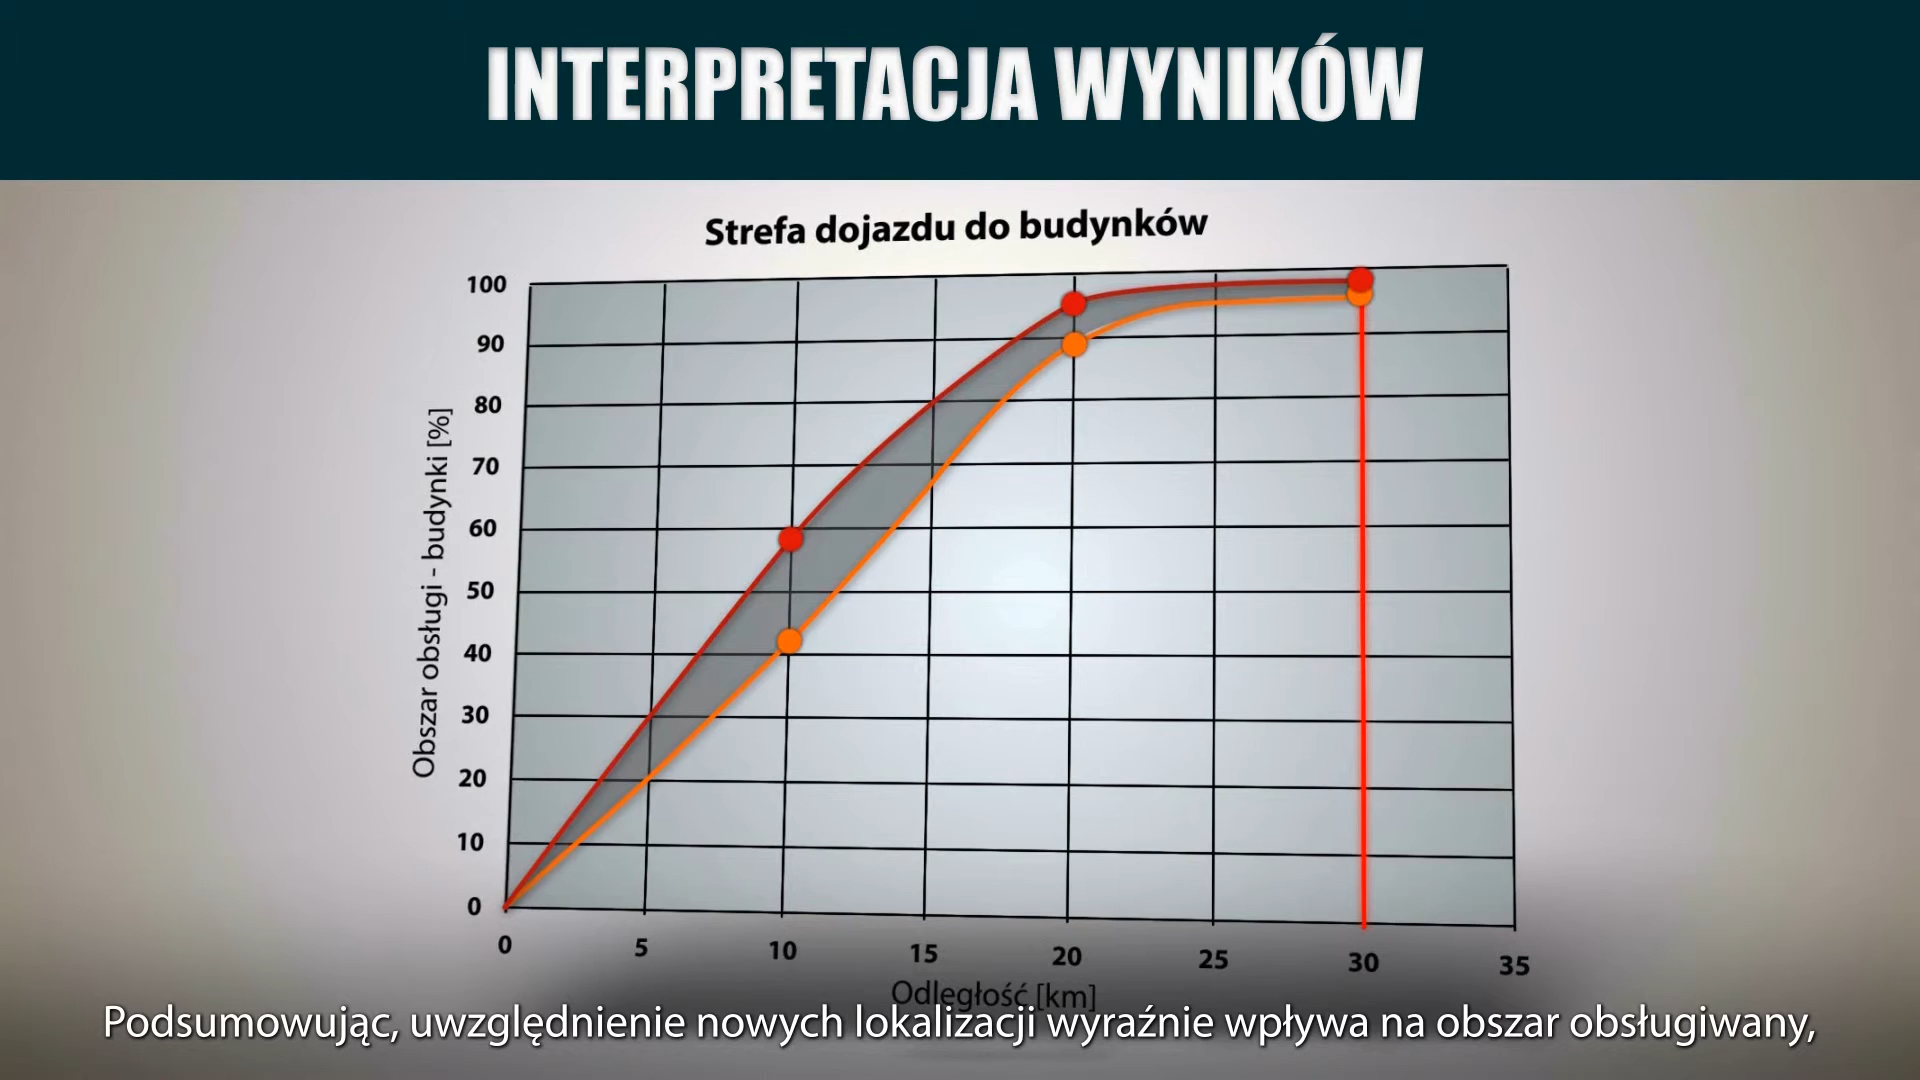 INTERPRETACJA WYNIKÓW
Strefa dojazdu do budynków
100
90
80
70
60
50
40
30
20
10
0
Obszar obsługi - budynki [%]
0 5 10 15 20 25 30 35
Odległość [km]
Podsumowując, uwzględnienie nowych lokalizacji wyraźnie wpływa na obszar obsługiwany,